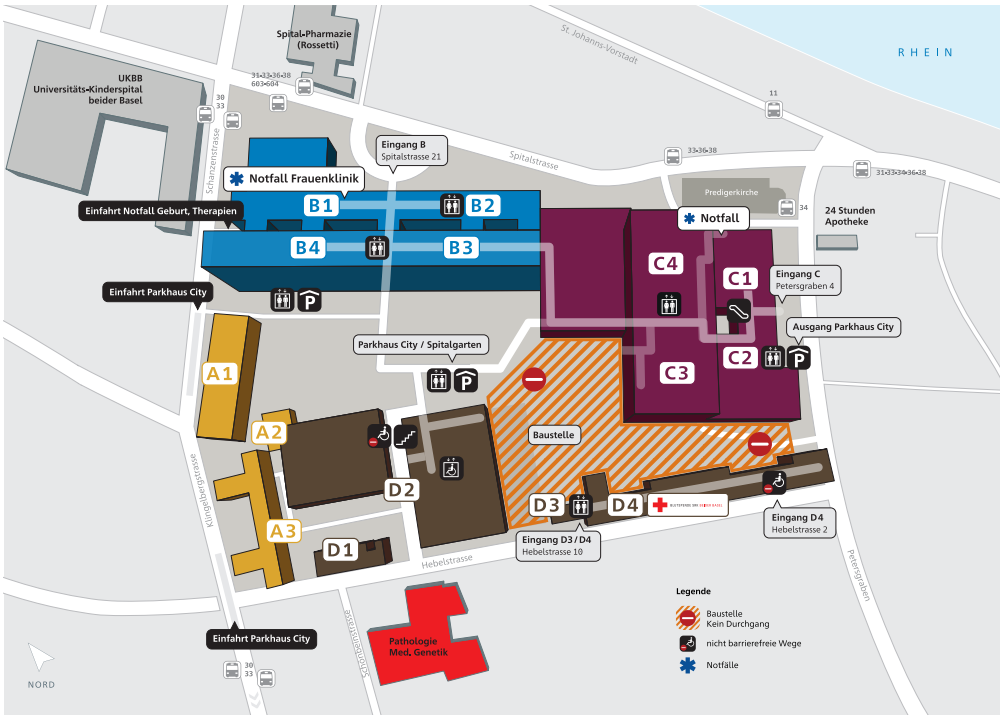 Spital-Pharmazie
(Rossetti)
St. Johanns-Vorstadt
RHEIN
UKBB
Universitäts-Kinderspital
beider Basel
31•33•36•38
603•604
30
33
11
Schanzenstrasse
Eingang B
Spitalstrasse 21
Spitalstrasse
33•36•38
31•33•34•36•38
Notfall Frauenklinik
Predigerkirche
B1
B2
Einfahrt Notfall Geburt, Therapien
Notfall
34
24 Stunden
Apotheke
B4
B3
C4
C1
Eingang C
Petersgraben 4
Einfahrt Parkhaus City
P
Ausgang Parkhaus City
Parkhaus City / Spitalgarten
A1
C3
C2
P
P
A2
Baustelle
Klingelbergstrasse
D2
D3
D4
A3
D1
Eingang D3/D4
Hebelstrasse 10
Eingang D4
Hebelstrasse 2
Hebelstrasse
Petersgraben
Schönbeinstrasse
Legende
Baustelle
Kein Durchgang
nicht barrierefreie Wege
Notfälle
Einfahrt Parkhaus City
Pathologie
Med. Genetik
30
33
NORD